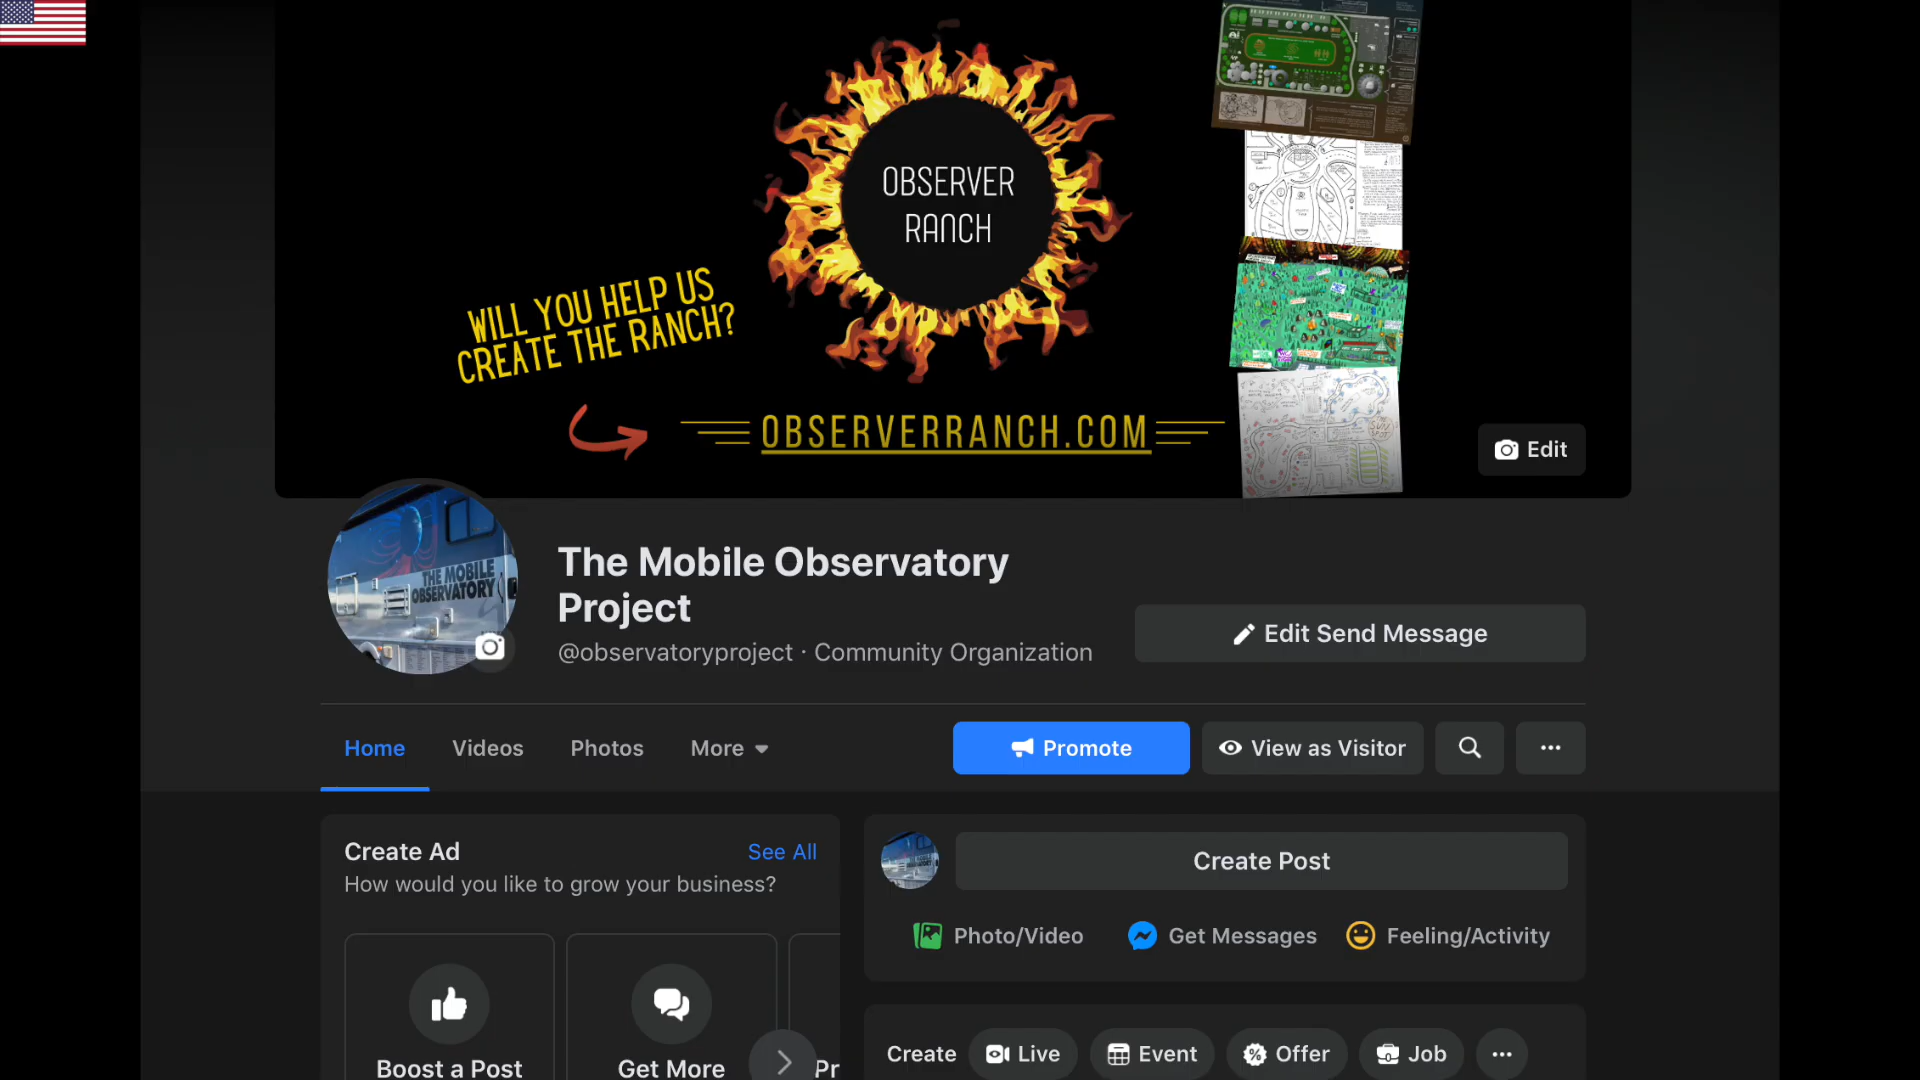 OBSERVER
RANCH
WILL YOU HELP US
CREATE THE RANCH?
OBSERVERRANCH.COM
Edit
THE MOBILE
OBSERVATORY
The Mobile Observatory
Project
@observatoryproject · Community Organization
Edit Send Message
Home
Videos
Photos
More
Promote
View as Visitor
Create Ad
See All
How would you like to grow your business?
Boost a Post
Get More
Pr
Create Post
Photo/Video
Get Messages
Feeling/Activity
Create
Live
Event
Offer
Job